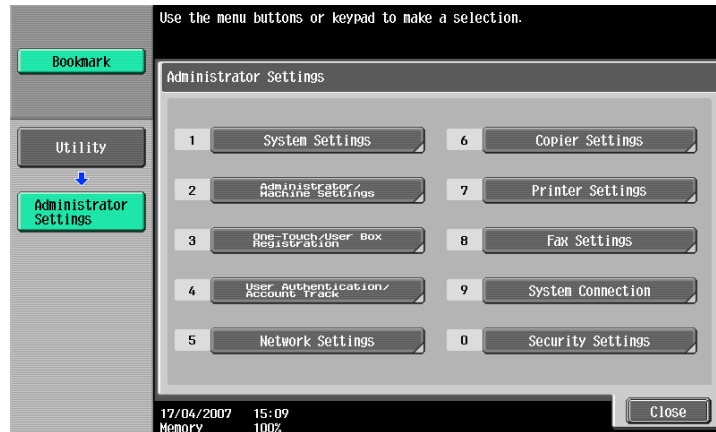 Use the menu buttons or keypad to make a selection.
Bookmark
Administrator Settings
Utility
Administrator
Settings
1 System Settings
2 Administrator/
Machine Settings
3 One-Touch/User Box
Registration
4 User Authentication/
Account Track
5 Network Settings
6 Copier Settings
7 Printer Settings
8 Fax Settings
9 System Connection
0 Security Settings
17/04/2007 15:09
Memory 100%
Close